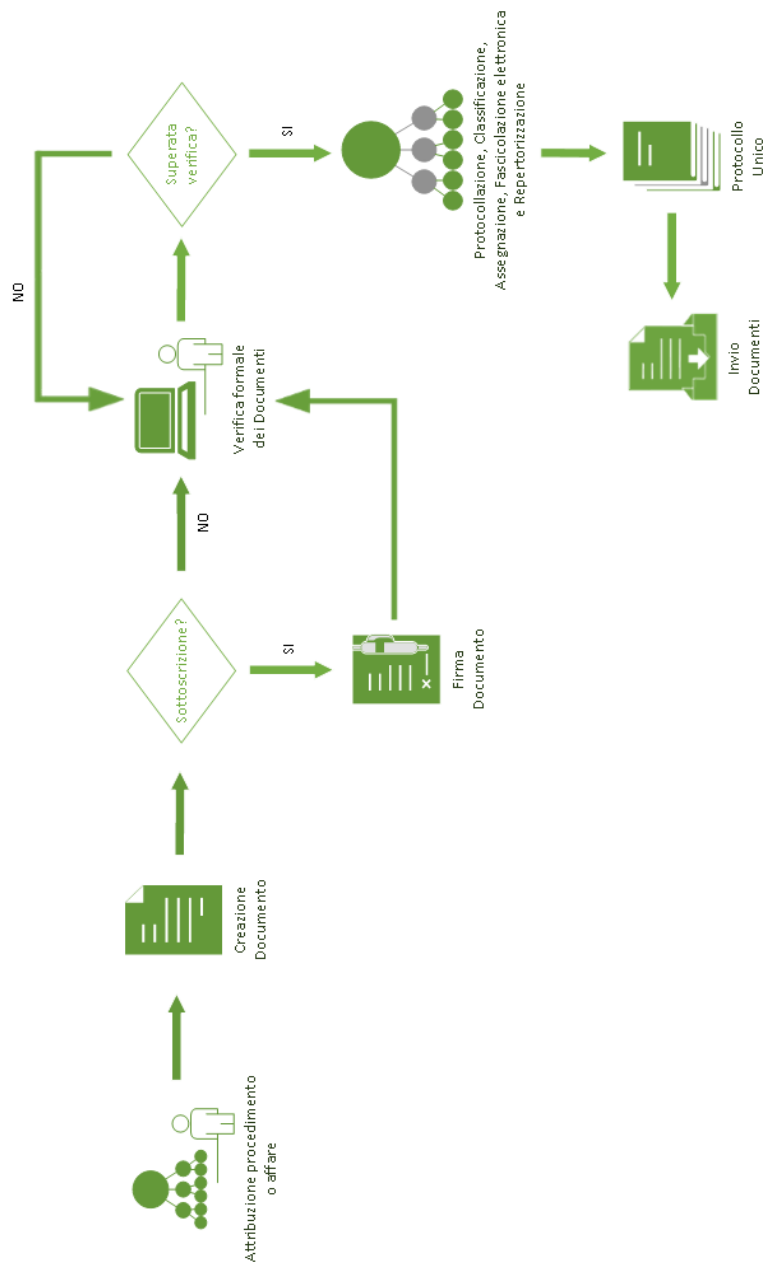 Attribuzione procedimento
o affare
Creazione
Documento
Sottoscrizione?
SI
Firma
Documento
NO
Verifica formale
dei Documenti
NO
Superata
verifica?
SI
Protocollazione, Classificazione,
Assegnazione, Fascicolazione elettronica
e Repertorizzazione
Protocollo
Unico
Invio
Documenti